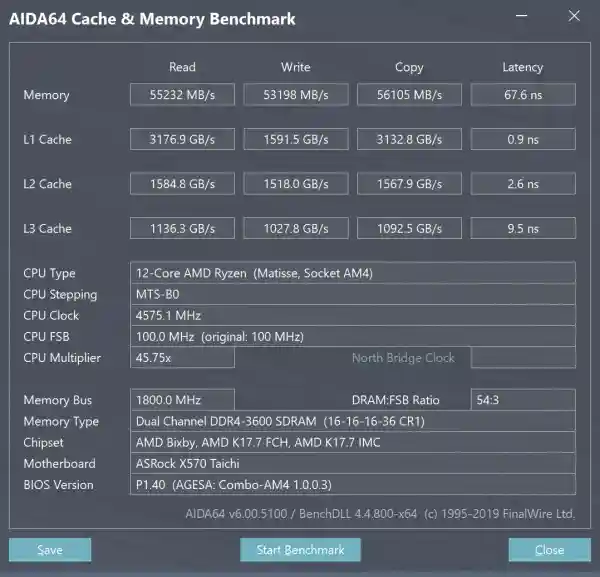 AIDA64 Cache & Memory Benchmark
Read Write Copy Latency
Memory 55232 MB/s 53198 MB/s 56105 MB/s 67.6 ns
L1 Cache 3176.9 GB/s 1591.5 GB/s 3132.8 GB/s 0.9 ns
L2 Cache 1584.8 GB/s 1518.0 GB/s 1567.9 GB/s 2.6 ns
L3 Cache 1136.3 GB/s 1027.8 GB/s 1092.5 GB/s 9.5 ns
CPU Type 12-Core AMD Ryzen (Matisse, Socket AM4)
CPU Stepping MTS-B0
CPU Clock 4575.1 MHz
CPU FSB 100.0 MHz (original: 100 MHz)
CPU Multiplier 45.75x North Bridge Clock
Memory Bus 1800.0 MHz DRAM:FSB Ratio 54:3
Memory Type Dual Channel DDR4-3600 SDRAM (16-16-16-36 CR1)
Chipset AMD Bixby, AMD K17.7 FCH, AMD K17.7 IMC
Motherboard ASRock X570 Taichi
BIOS Version P1.40 (AGESA: Combo-AM4 1.0.0.3)
AIDA64 v6.00.5100 / BenchDLL 4.4.800-x64 (c) 1995-2019 FinalWire Ltd.
Save Start Benchmark Close